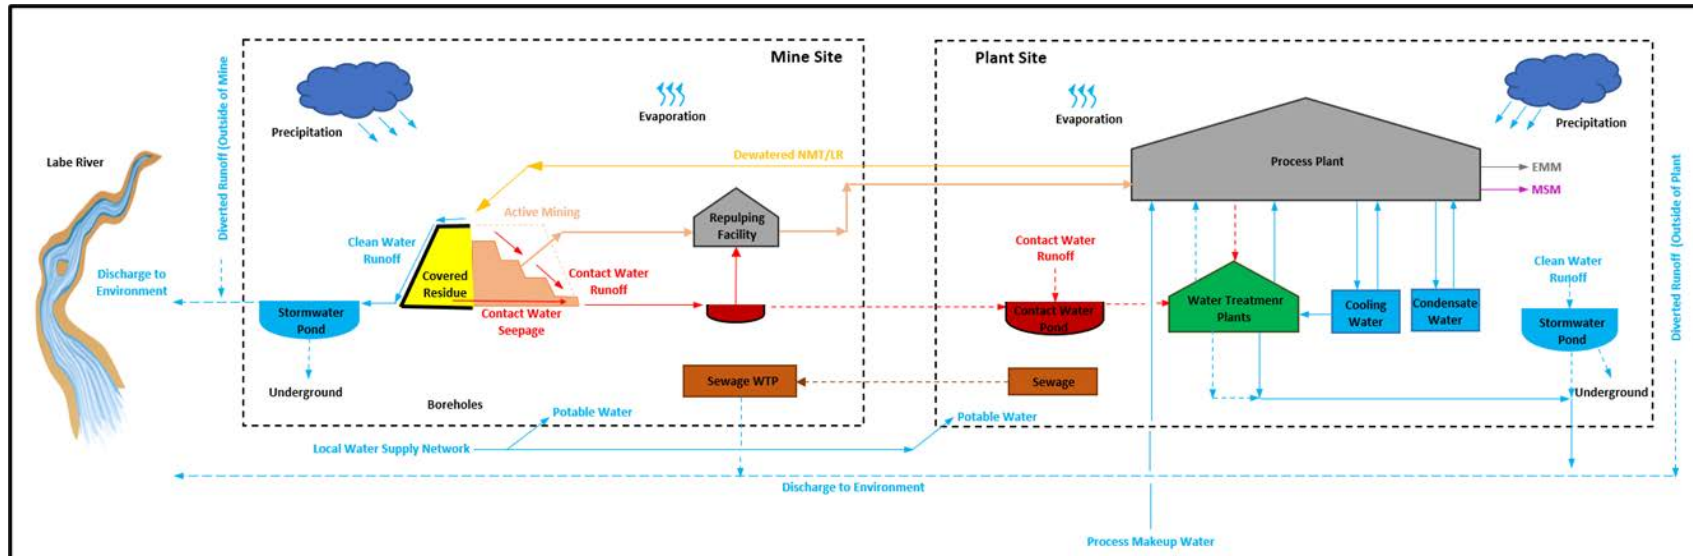 Mine Site
Plant Site
Precipitation
Evaporation
Evaporation
Precipitation
Labe River
Diverted Runoff (Outside of Mine
Dewatered NMT/LR
Process Plant
EMM
MSM
Active Mining
Repulping
Facility
Clean Water
Runoff
Contact Water
Runoff
Clean Water
Runoff
Diverted Runoff (Outside of Plant
Discharge to
Environment
Covered
Residue
Contact Water
Runoff
Stormwater
Pond
Contact Water
Seepage
Contact Water
Pond
Water Treatmenr
Plants
Cooling
Water
Condensate
Water
Stormwater
Pond
Underground
Sewage WTP
Sewage
Underground
Boreholes
Potable Water
Potable Water
Local Water Supply Network
Discharge to Environment
Process Makeup Water